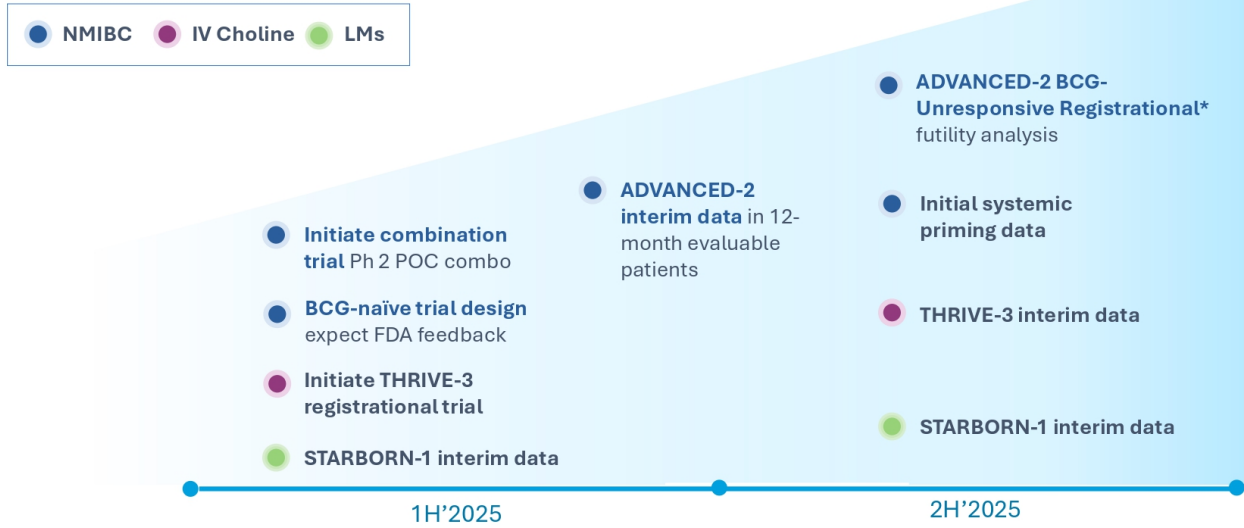 NMIBC
IV Choline
LMs
Initiate combination
trial Ph 2 POC combo
BCG-naïve trial design
expect FDA feedback
Initiate THRIVE-3
registrational trial
STARBORN-1 interim data
ADVANCED-2
interim data in 12-
month evaluable
patients
ADVANCED-2 BCG-
Unresponsive Registrational*
futility analysis
Initial systemic
priming data
THRIVE-3 interim data
STARBORN-1 interim data
1H’2025
2H’2025